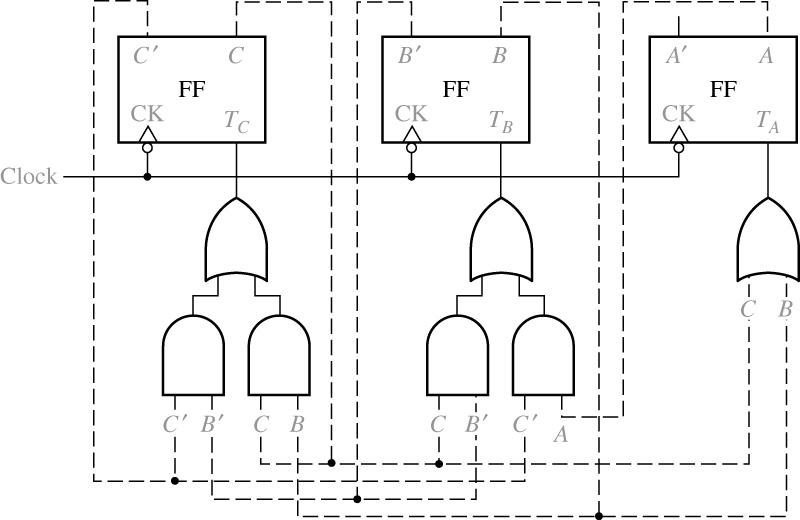 C′ C B′ B A′ A
FF FF FF
CK T_C CK T_B CK T_A
Clock
C B
C′ B′ C B C B′ C′ A